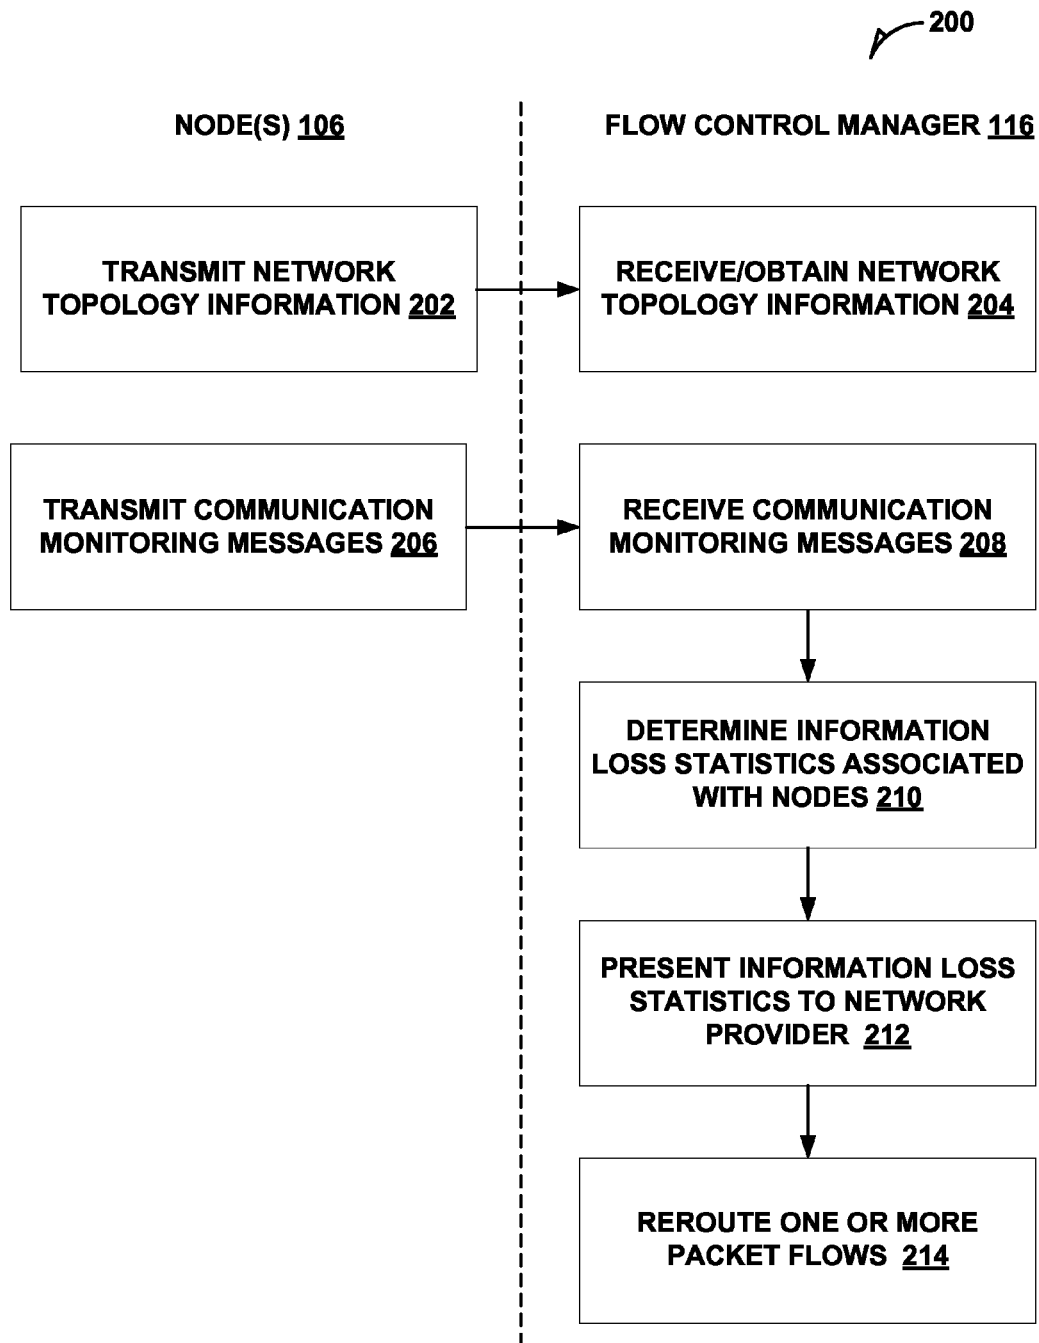 200
NODE(S) 106
FLOW CONTROL MANAGER 116
TRANSMIT NETWORK
TOPOLOGY INFORMATION 202
RECEIVE/OBTAIN NETWORK
TOPOLOGY INFORMATION 204
TRANSMIT COMMUNICATION
MONITORING MESSAGES 206
RECEIVE COMMUNICATION
MONITORING MESSAGES 208
DETERMINE INFORMATION
LOSS STATISTICS ASSOCIATED
WITH NODES 210
PRESENT INFORMATION LOSS
STATISTICS TO NETWORK
PROVIDER 212
REROUTE ONE OR MORE
PACKET FLOWS 214